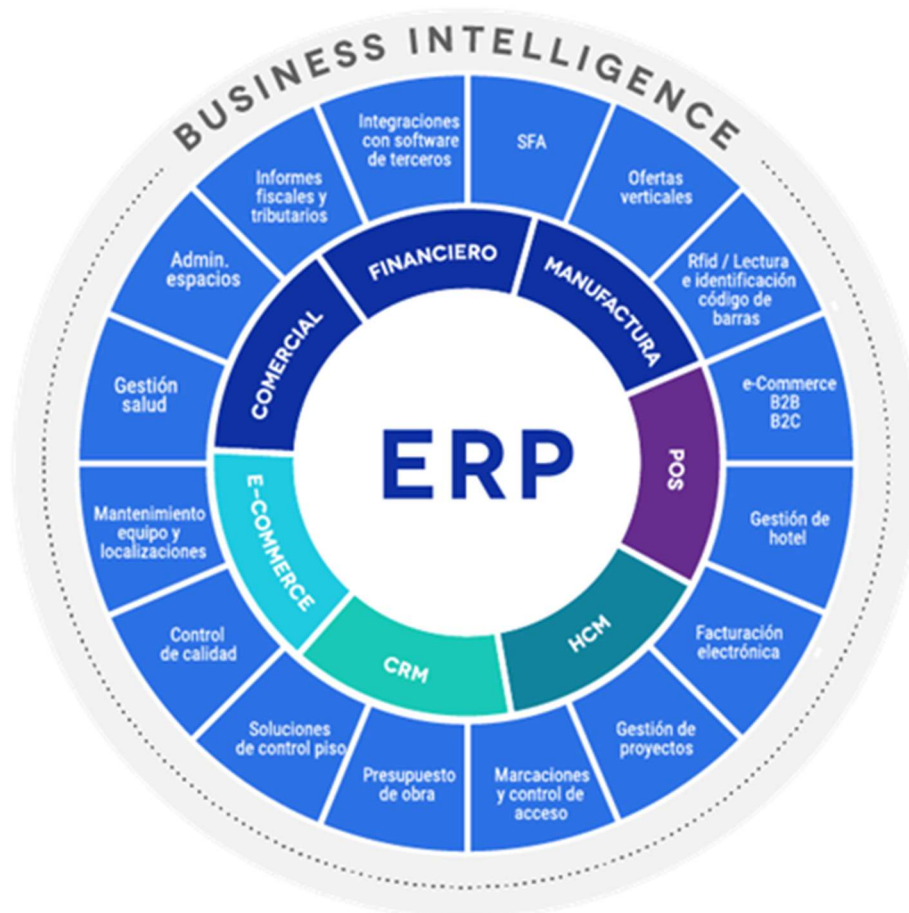 BUSINESS INTELLIGENCE
Integraciones
con software
de terceros
SFA
Ofertas
verticales
Rfid / Lectura
e identificación
código de
barras
e-Commerce
B2B
B2C
Gestión de
hotel
Facturación
electrónica
Gestión de
proyectos
Marcaciones
y control de
acceso
Presupuesto
de obra
Soluciones
de control piso
Control
de calidad
Mantenimiento
equipo y
localizaciones
Gestión
salud
Admin.
espacios
Informes
fiscales y
tributarios
FINANCIERO
MANUFACTURA
POS
HCM
CRM
E-COMMERCE
COMERCIAL
ERP